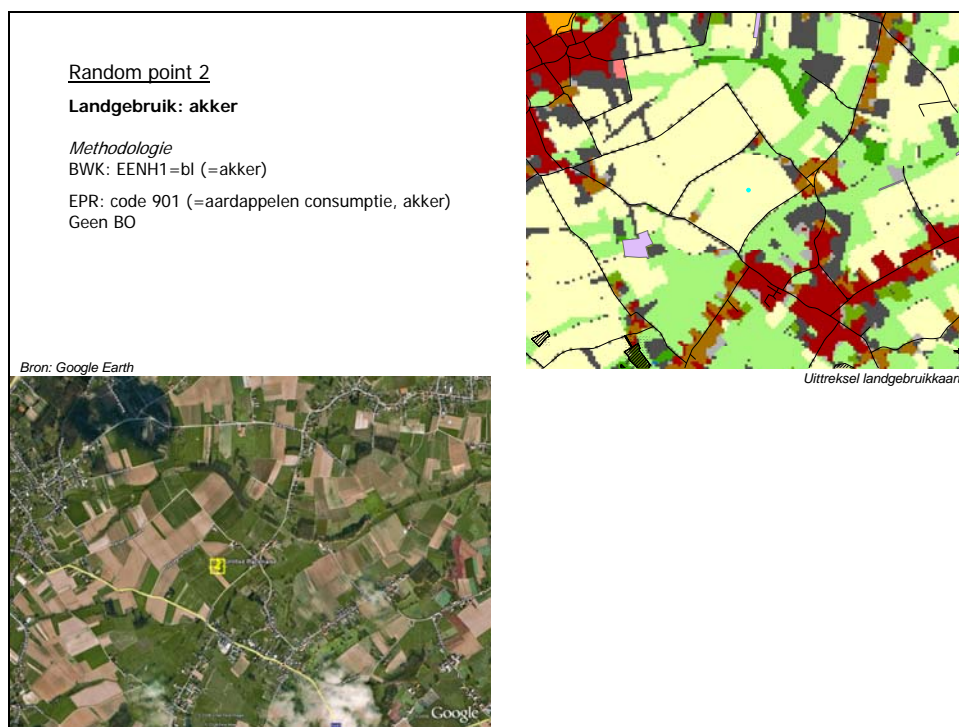 Random point 2
Landgebruik: akker
Methodologie
BWK: EENH1=bl (=akker)
EPR: code 901 (=aardappelen consumptie, akker)
Geen BO
Bron: Google Earth
Uittreksel landgebruikkaart
Google